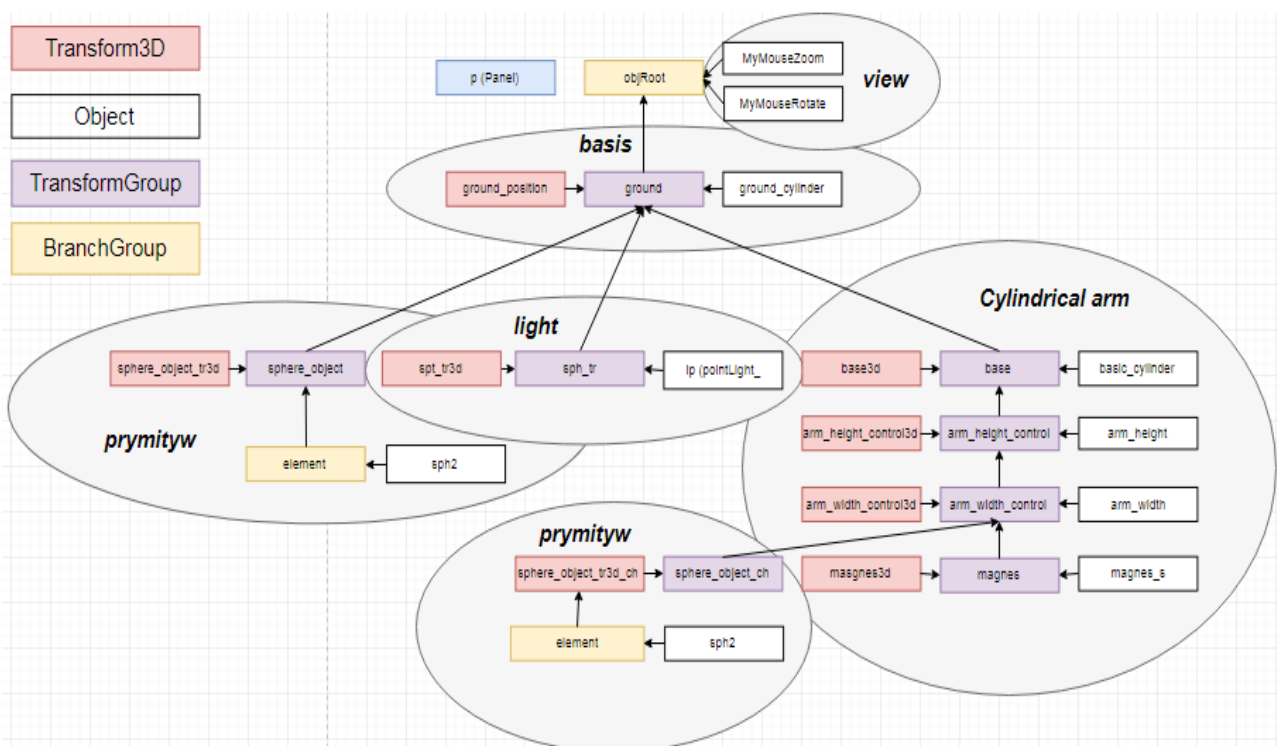 Transform3D
Object
TransformGroup
BranchGroup
p (Panel)
objRoot
MyMouseZoom
MyMouseRotate
view
basis
ground_position
ground
ground_cylinder
Cylindrical arm
light
sphere_object_tr3d
sphere_object
spt_tr3d
sph_tr
lp (pointLight_
base3d
base
basic_cylinder
prymityw
element
sph2
arm_height_control3d
arm_height_control
arm_height
arm_width_control3d
arm_width_control
arm_width
prymityw
sphere_object_tr3d_ch
sphere_object_ch
masgnes3d
magnes
magnes_s
element
sph2